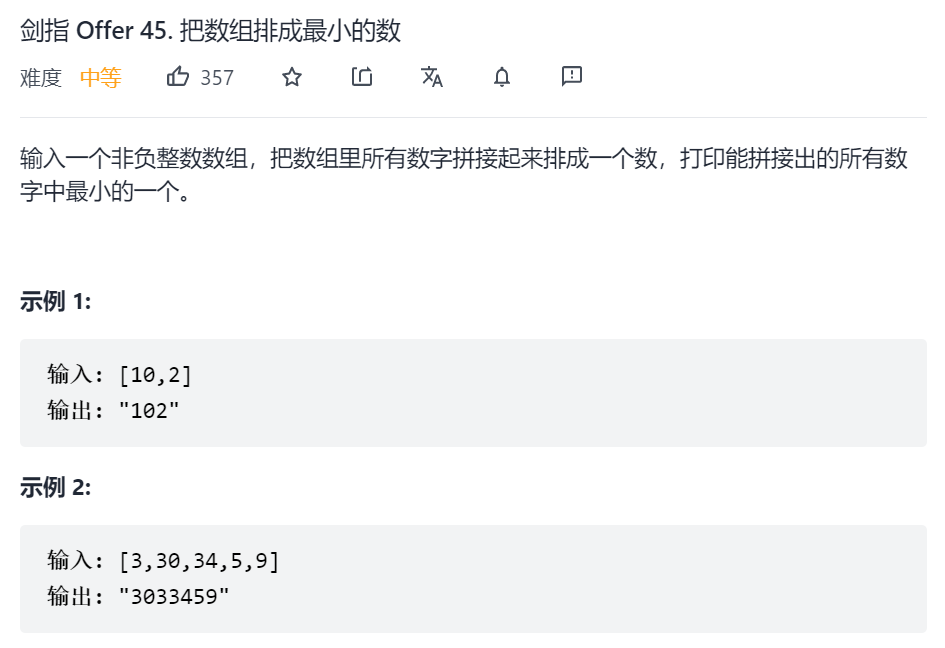 剑指 Offer 45. 把数组排成最小的数
难度 中等 357
输入一个非负整数数组，把数组里所有数字拼接起来排成一个数，打印能拼接出的所有数
字中最小的一个。
示例 1:
输入: [10,2]
输出: "102"
示例 2:
输入: [3,30,34,5,9]
输出: "3033459"